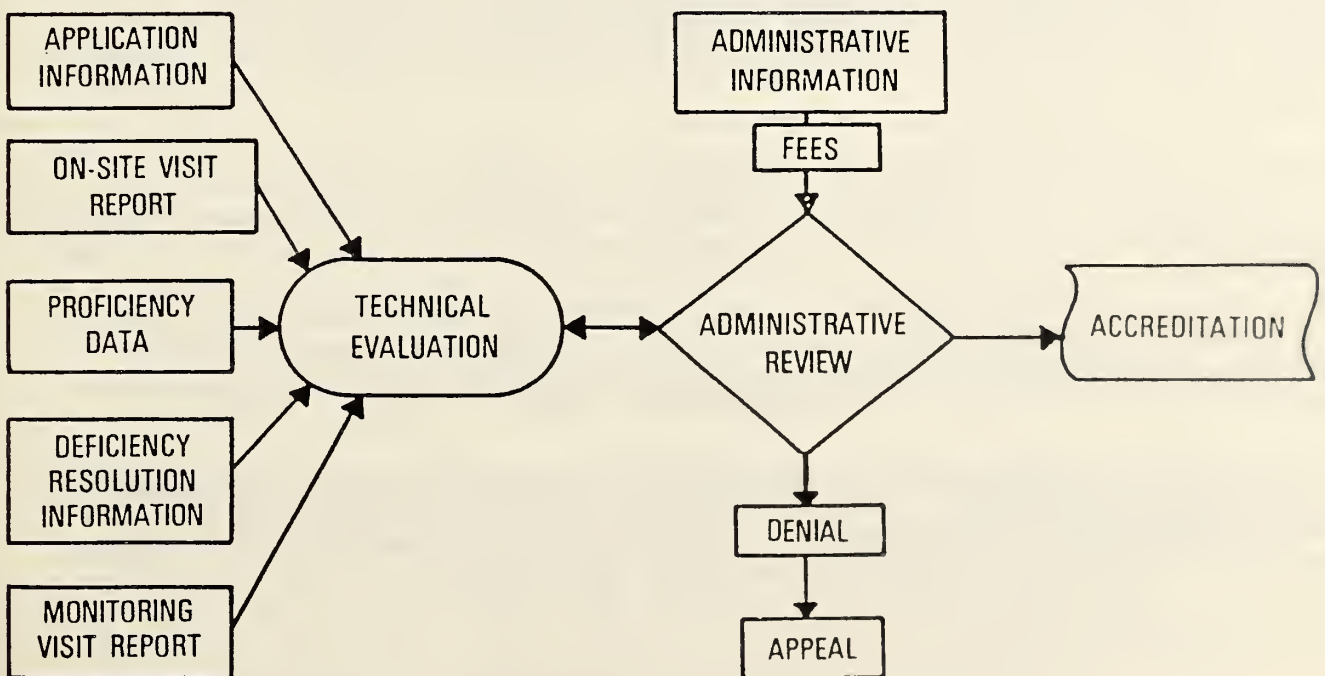 APPLICATION
INFORMATION
ON-SITE VISIT
REPORT
PROFICIENCY
DATA
DEFICIENCY
RESOLUTION
INFORMATION
MONITORING
VISIT REPORT
TECHNICAL
EVALUATION
ADMINISTRATIVE
INFORMATION
FEES
ADMINISTRATIVE
REVIEW
DENIAL
APPEAL
ACCREDITATION